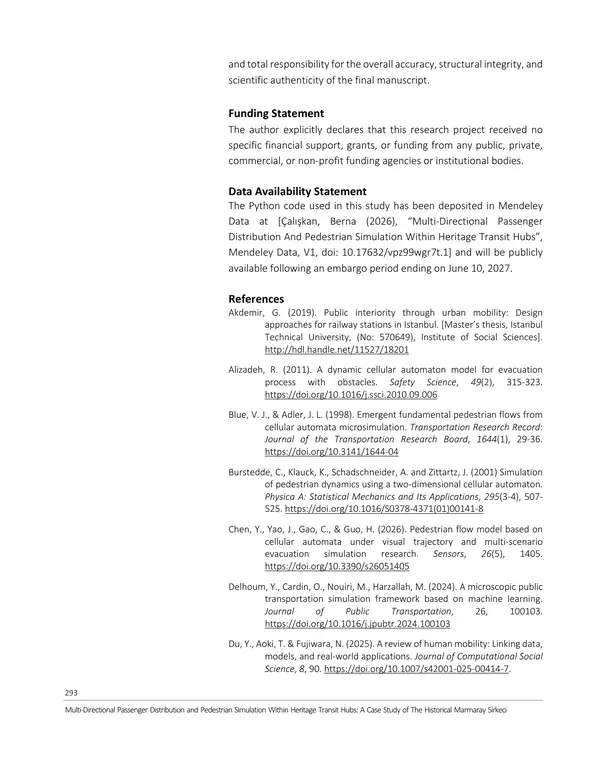 and total responsibility for the overall accuracy, structural integrity, and
scientific authenticity of the final manuscript.
Funding Statement
The author explicitly declares that this research project received no
specific financial support, grants, or funding from any public, private,
commercial, or non-profit funding agencies or institutional bodies.
Data Availability Statement
The Python code used in this study has been deposited in Mendeley
Data at [Çalışkan, Berna (2026), “Multi-Directional Passenger
Distribution And Pedestrian Simulation Within Heritage Transit Hubs”,
Mendeley Data, V1, doi: 10.17632/vpz99wgr7t.1] and will be publicly
available following an embargo period ending on June 10, 2027.
References
Akdemir, G. (2019). Public interiority through urban mobility: Design
approaches for railway stations in Istanbul. [Master’s thesis, Istanbul
Technical University, (No: 570649), Institute of Social Sciences].
http://hdl.handle.net/11527/18201
Alizadeh, R. (2011). A dynamic cellular automaton model for evacuation
process with obstacles. Safety Science, 49(2), 315-323.
https://doi.org/10.1016/j.ssci.2010.09.006
Blue, V. J., & Adler, J. L. (1998). Emergent fundamental pedestrian flows from
cellular automata microsimulation. Transportation Research Record:
Journal of the Transportation Research Board, 1644(1), 29-36.
https://doi.org/10.3141/1644-04
Burstedde, C., Klauck, K., Schadschneider, A. and Zittartz, J. (2001) Simulation
of pedestrian dynamics using a two-dimensional cellular automaton.
Physica A: Statistical Mechanics and Its Applications, 295(3-4), 507-
525. https://doi.org/10.1016/S0378-4371(01)00141-8
Chen, Y., Yao, J., Gao, C., & Guo, H. (2026). Pedestrian flow model based on
cellular automata under visual trajectory and multi-scenario
evacuation simulation research. Sensors, 26(5), 1405.
https://doi.org/10.3390/s26051405
Delhoum, Y., Cardin, O., Nouiri, M., Harzallah, M. (2024). A microscopic public
transportation simulation framework based on machine learning.
Journal of Public Transportation, 26, 100103.
https://doi.org/10.1016/j.jpubtr.2024.100103
Du, Y., Aoki, T. & Fujiwara, N. (2025). A review of human mobility: Linking data,
models, and real-world applications. Journal of Computational Social
Science, 8, 90. https://doi.org/10.1007/s42001-025-00414-7.
293
Multi-Directional Passenger Distribution and Pedestrian Simulation Within Heritage Transit Hubs: A Case Study of The Historical Marmaray Sirkeci